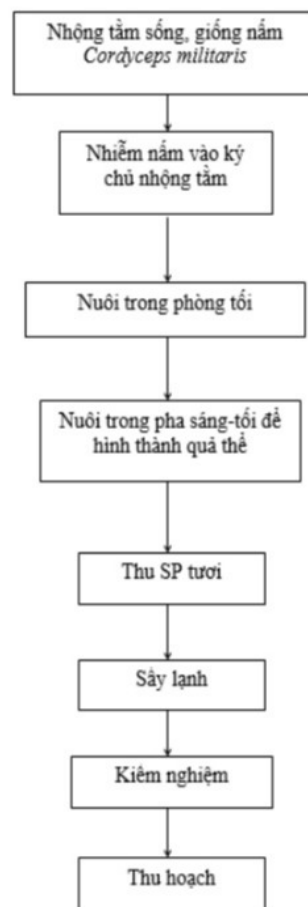 Nhộng tằm sống, giống nấm
Cordyceps militaris
Nhiễm nấm vào ký
chủ nhộng tằm
Nuôi trong phòng tối
Nuôi trong pha sáng-tối để
hình thành quả thể
Thu SP tươi
Sấy lạnh
Kiêm nghiệm
Thu hoạch